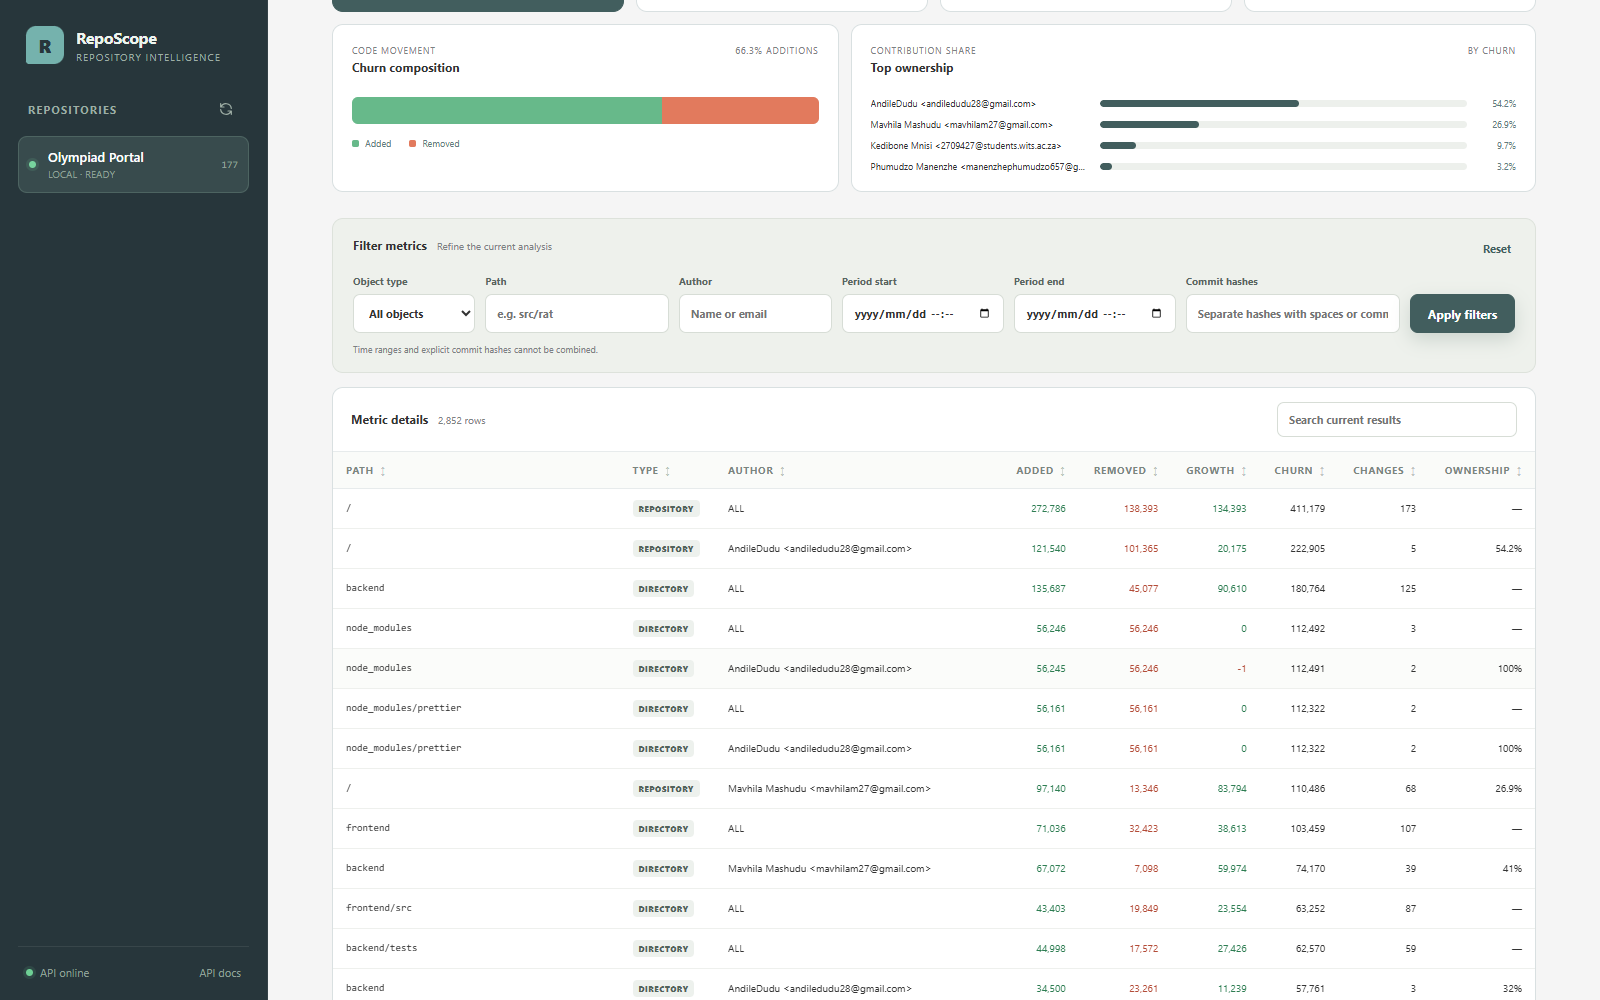 R
RepoScope
REPOSITORY INTELLIGENCE
REPOSITORIES
Olympiad Portal
LOCAL · READY
177
API online
API docs
CODE MOVEMENT
66.3% ADDITIONS
Churn composition
Added
Removed
CONTRIBUTION SHARE
BY CHURN
Top ownership
AndileDudu <andiledudu28@gmail.com> 54.2%
Mavhila Mashudu <mavhilam27@gmail.com> 26.9%
Kedibone Mnisi <2709427@students.wits.ac.za> 9.7%
Phumudzo Manenzhe <manenzhephumudzo657@g... 3.2%
Filter metrics Refine the current analysis
Reset
Object type Path Author Period start Period end Commit hashes
All objects e.g. src/rat Name or email yyyy/mm/dd --:-- yyyy/mm/dd --:-- Separate hashes with spaces or comm Apply filters
Time ranges and explicit commit hashes cannot be combined.
Metric details 2,852 rows
Search current results
PATH ↕ TYPE ↕ AUTHOR ↕ ADDED ↕ REMOVED ↕ GROWTH ↕ CHURN ↕ CHANGES ↕ OWNERSHIP ↕
/ REPOSITORY ALL 272,786 138,393 134,393 411,179 173 —
/ REPOSITORY AndileDudu <andiledudu28@gmail.com> 121,540 101,365 20,175 222,905 5 54.2%
backend DIRECTORY ALL 135,687 45,077 90,610 180,764 125 —
node_modules DIRECTORY ALL 56,246 56,246 0 112,492 3 —
node_modules DIRECTORY AndileDudu <andiledudu28@gmail.com> 56,245 56,246 -1 112,491 2 100%
node_modules/prettier DIRECTORY ALL 56,161 56,161 0 112,322 2 —
node_modules/prettier DIRECTORY AndileDudu <andiledudu28@gmail.com> 56,161 56,161 0 112,322 2 100%
/ REPOSITORY Mavhila Mashudu <mavhilam27@gmail.com> 97,140 13,346 83,794 110,486 68 26.9%
frontend DIRECTORY ALL 71,036 32,423 38,613 103,459 107 —
backend DIRECTORY Mavhila Mashudu <mavhilam27@gmail.com> 67,072 7,098 59,974 74,170 39 41%
frontend/src DIRECTORY ALL 43,403 19,849 23,554 63,252 87 —
backend/tests DIRECTORY ALL 44,998 17,572 27,426 62,570 59 —
backend DIRECTORY AndileDudu <andiledudu28@gmail.com> 34,500 23,261 11,239 57,761 3 32%